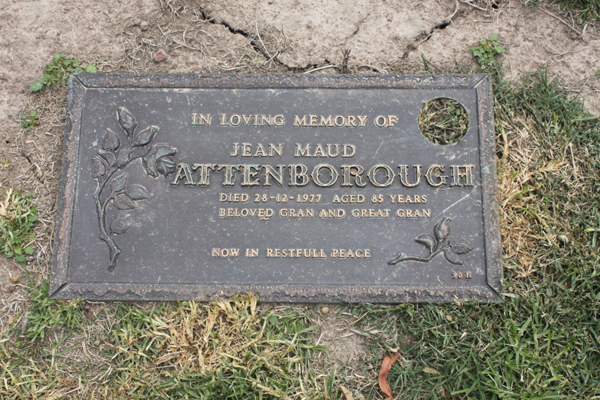 IN LOVING MEMORY OF
JEAN MAUD
ATTENBOROUGH
DIED 28-12-1977 AGED 85 YEARS
BELOVED GRAN AND GREAT GRAN
NOW IN RESTFULL PEACE